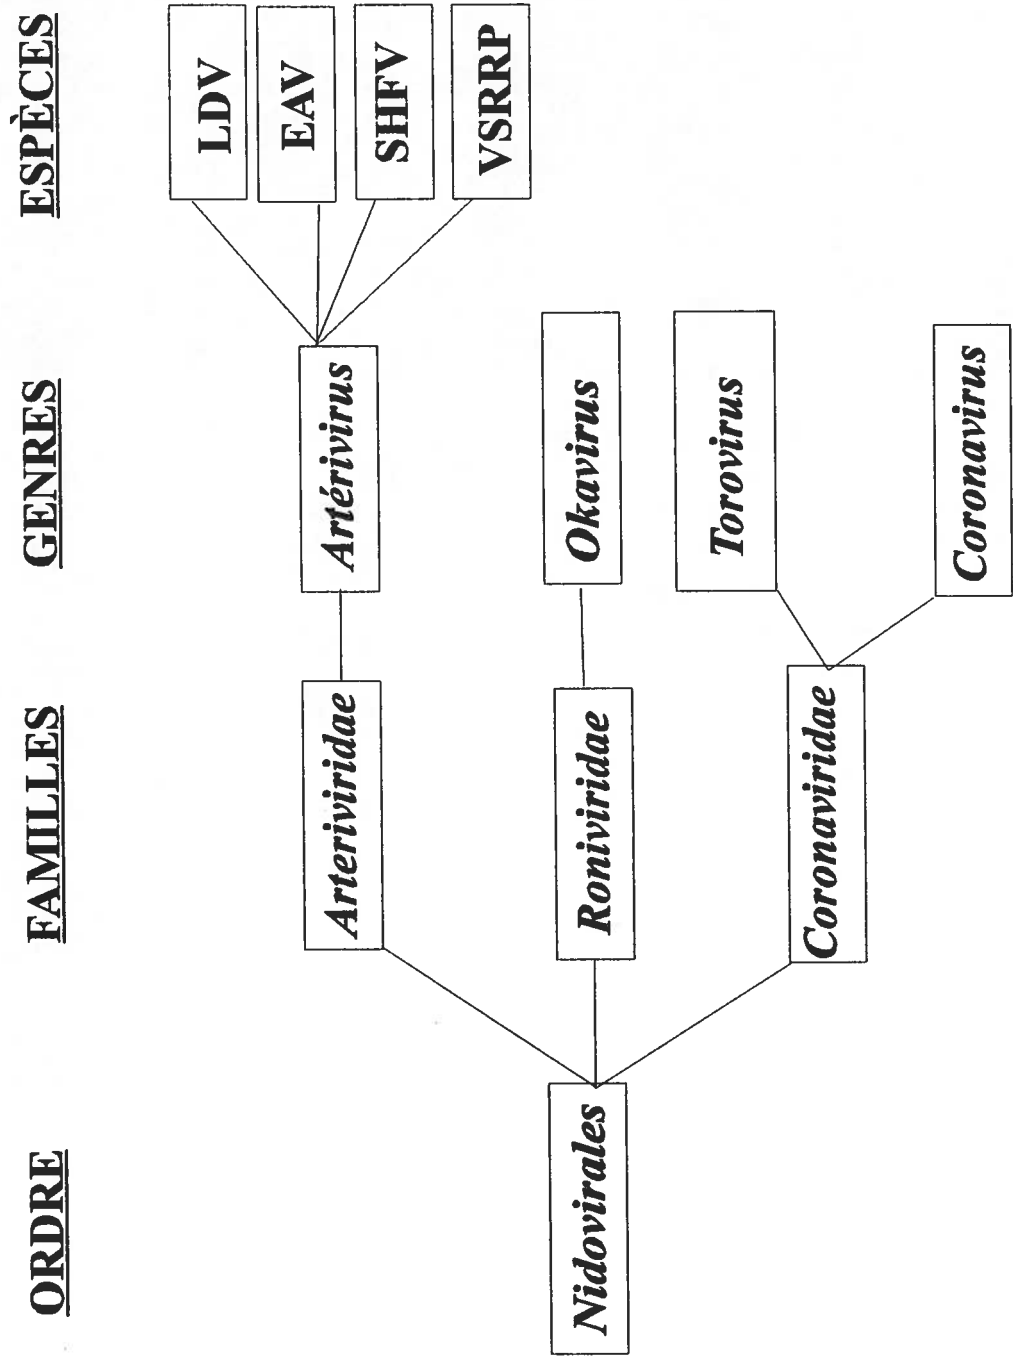 ORDRE
FAMILLES
GENRES
ESPÈCES
Nidovirales
Arteriviridae
Artérivirus
LDV
EAV
SHFV
VSRRP
Roniviridae
Okavirus
Coronaviridae
Torovirus
Coronavirus